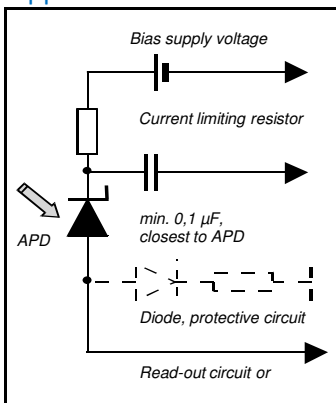 Bias supply voltage
Current limiting resistor
min. 0,1 µF,
closest to APD
APD
Diode, protective circuit
Read-out circuit or